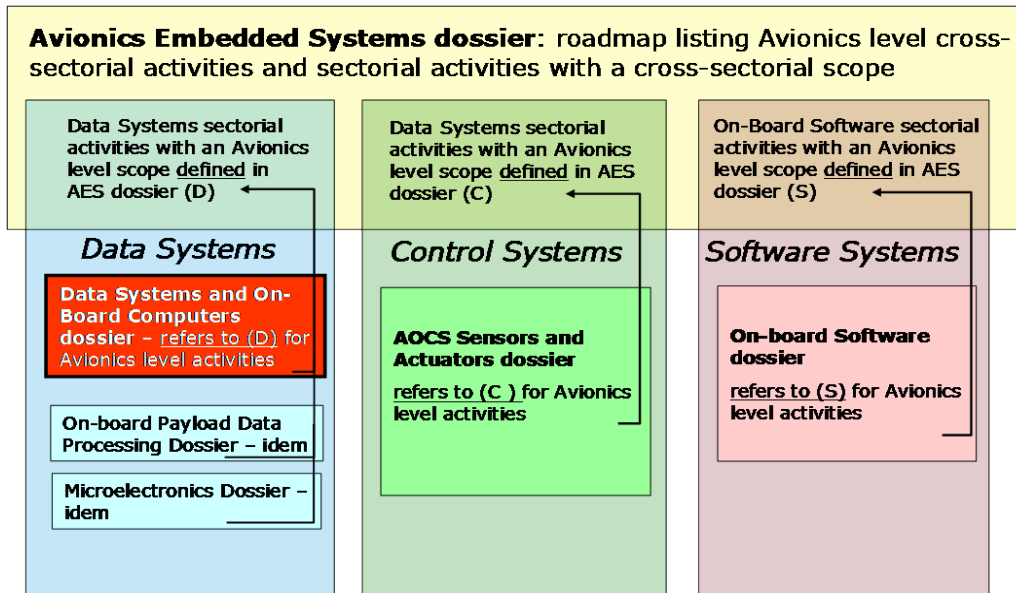 Avionics Embedded Systems dossier: roadmap listing Avionics level cross-
sectorial activities and sectorial activities with a cross-sectorial scope
Data Systems sectorial
activities with an Avionics
level scope defined in
AES dossier (D)
Data Systems
Data Systems and On-
Board Computers
dossier – refers to (D) for
Avionics level activities
On-board Payload Data
Processing Dossier – idem
Microelectronics Dossier –
idem
Data Systems sectorial
activities with an Avionics
level scope defined in AES
dossier (C)
Control Systems
AOCS Sensors and
Actuators dossier
refers to (C ) for Avionics
level activities
On-Board Software sectorial
activities with an Avionics
level scope defined in AES
dossier (S)
Software Systems
On-board Software
dossier
refers to (S) for Avionics
level activities